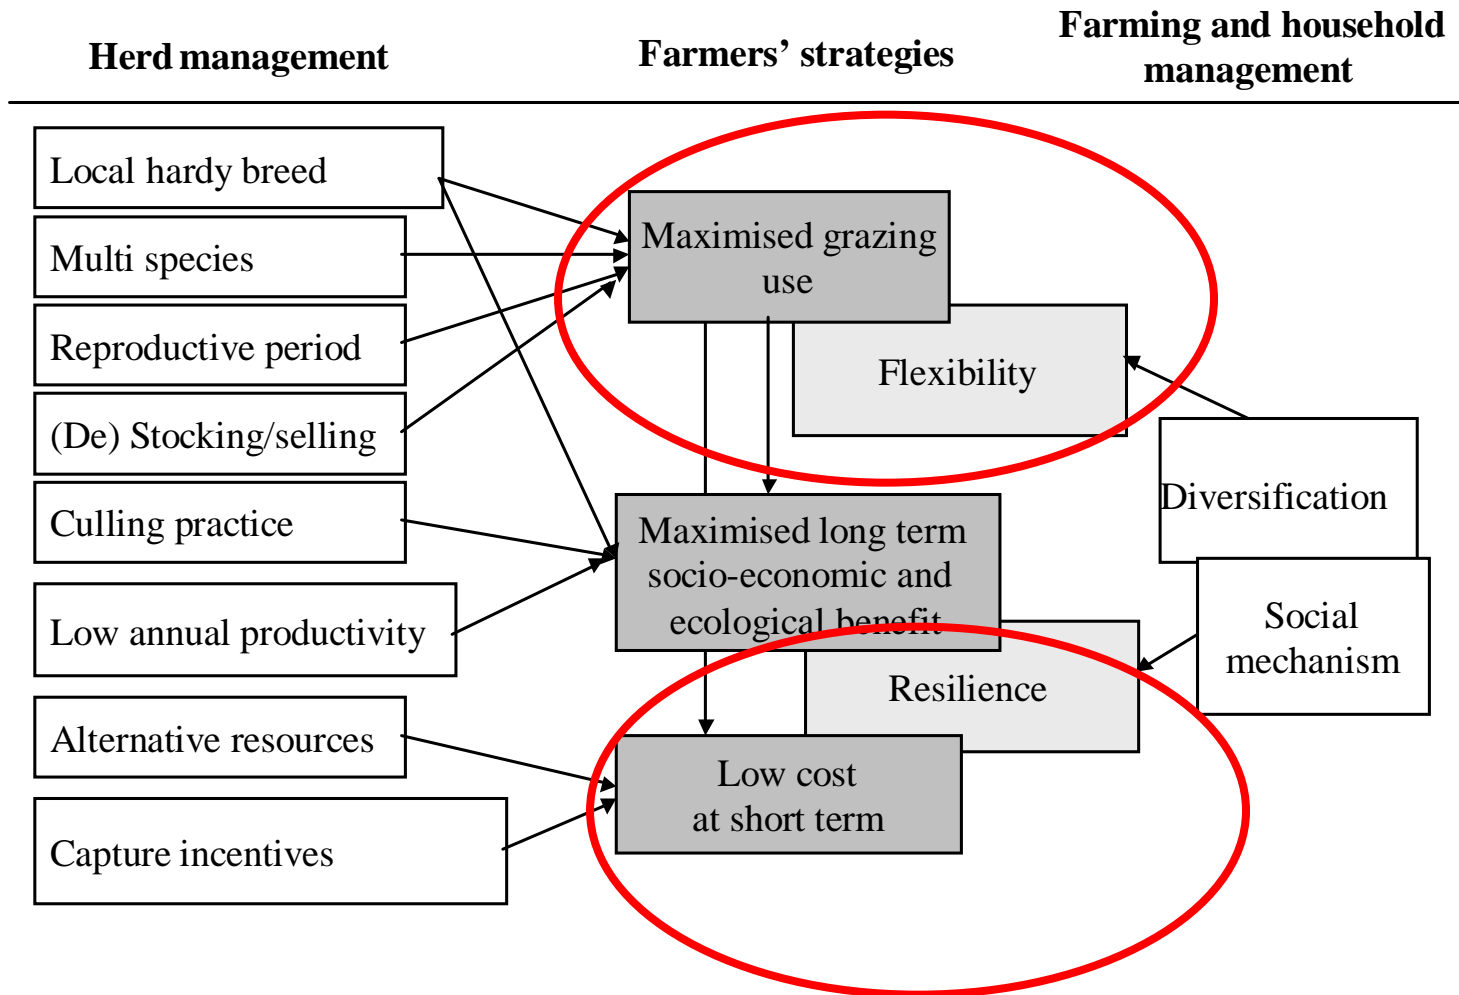 Herd management
Farmers' strategies
Farming and household
management
Local hardy breed
Multi species
Reproductive period
(De) Stocking/selling
Culling practice
Low annual productivity
Alternative resources
Capture incentives
Maximised grazing
use
Flexibility
Maximised long term
socio-economic and
ecological benefit
Resilience
Low cost
at short term
Diversification
Social
mechanism